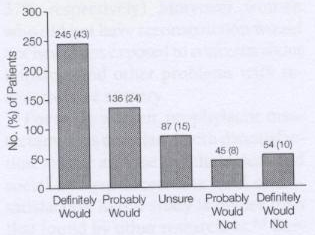 No. (%) of Patients
300
250
200
150
100
50
0
245 (43)
136 (24)
87 (15)
45 (8)
54 (10)
Definitely Would
Probably Would
Unsure
Probably Would Not
Definitely Would Not